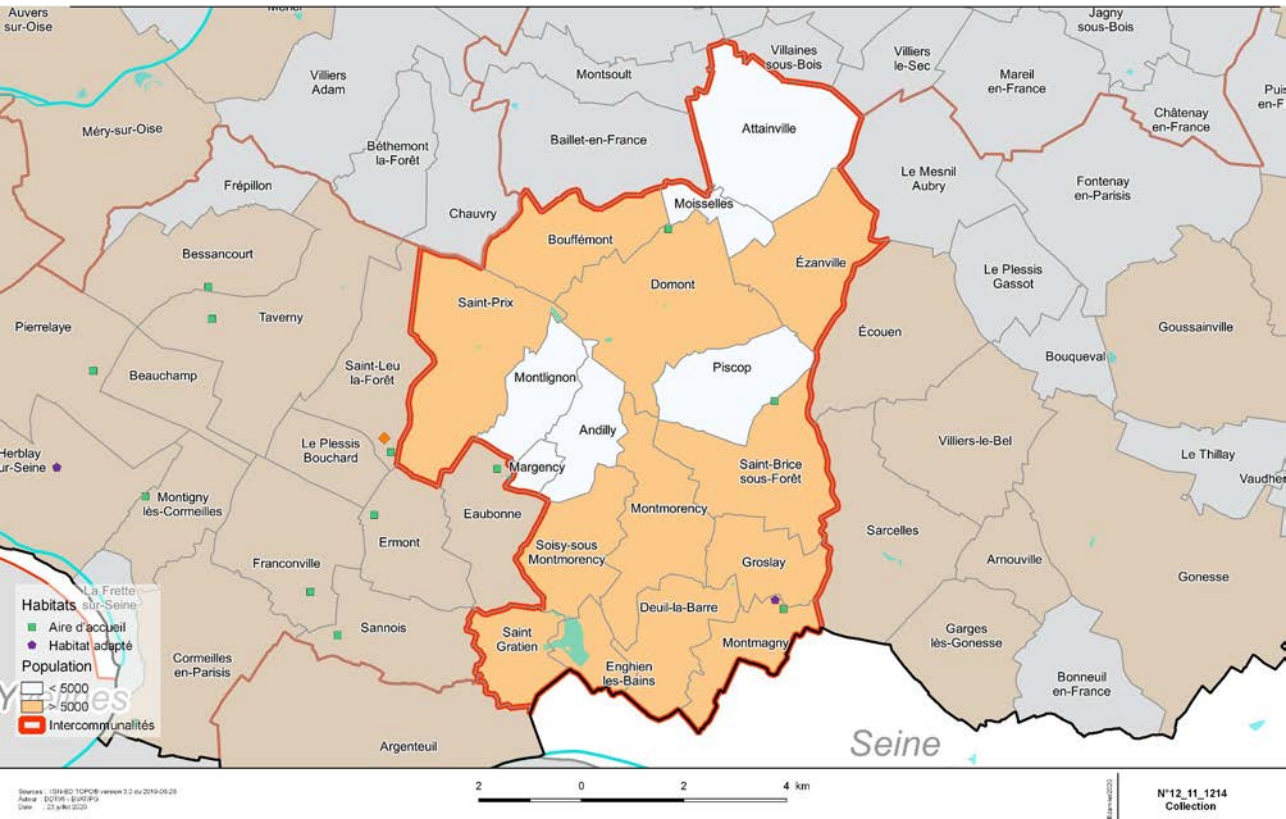 Auvers
sur-Oise
Jagny
sous-Bois
Villaines
sous-Bois
Villiers
le-Sec
Villiers
Adam
Montsoult
Mareil
en-France
Châtenay
en-France
Méry-sur-Oise
Attainville
Baillet-en-France
Béthemont
la-Forêt
Le Mesnil
Aubry
Fontenay
en-Parisis
Frépillon
Chauvry
Moisselles
Bouffémont
Bessancourt
Ézanville
Le Plessis
Gassot
Domont
Saint-Prix
Taverny
Pierrelaye
Écouen
Goussainville
Bouqueval
Saint-Leu
la-Forêt
Beauchamp
Montlignon
Piscop
Andilly
Villiers-le-Bel
Le Plessis
Bouchard
Le Thillay
Margency
Saint-Brice
sous-Forêt
Montigny
lès-Cormeilles
Eaubonne
Montmorency
Sarcelles
Ermont
Soisy-sous
Montmorency
Arnouville
Franconville
Groslay
Gonesse
La Frette
sur-Seine
Deuil-la-Barre
Sannois
Saint
Gratien
Montmagny
Garges
lès-Gonesse
Cormeilles
en-Parisis
Enghien
les-Bains
Bonneuil
en-France
Argenteuil
Seine
Yvelines
Habitats
Aire d'accueil
Habitat adapté
Population
< 5000
> 5000
Intercommunalités
2 0 2 4 km
N°12_11_1214
Collection